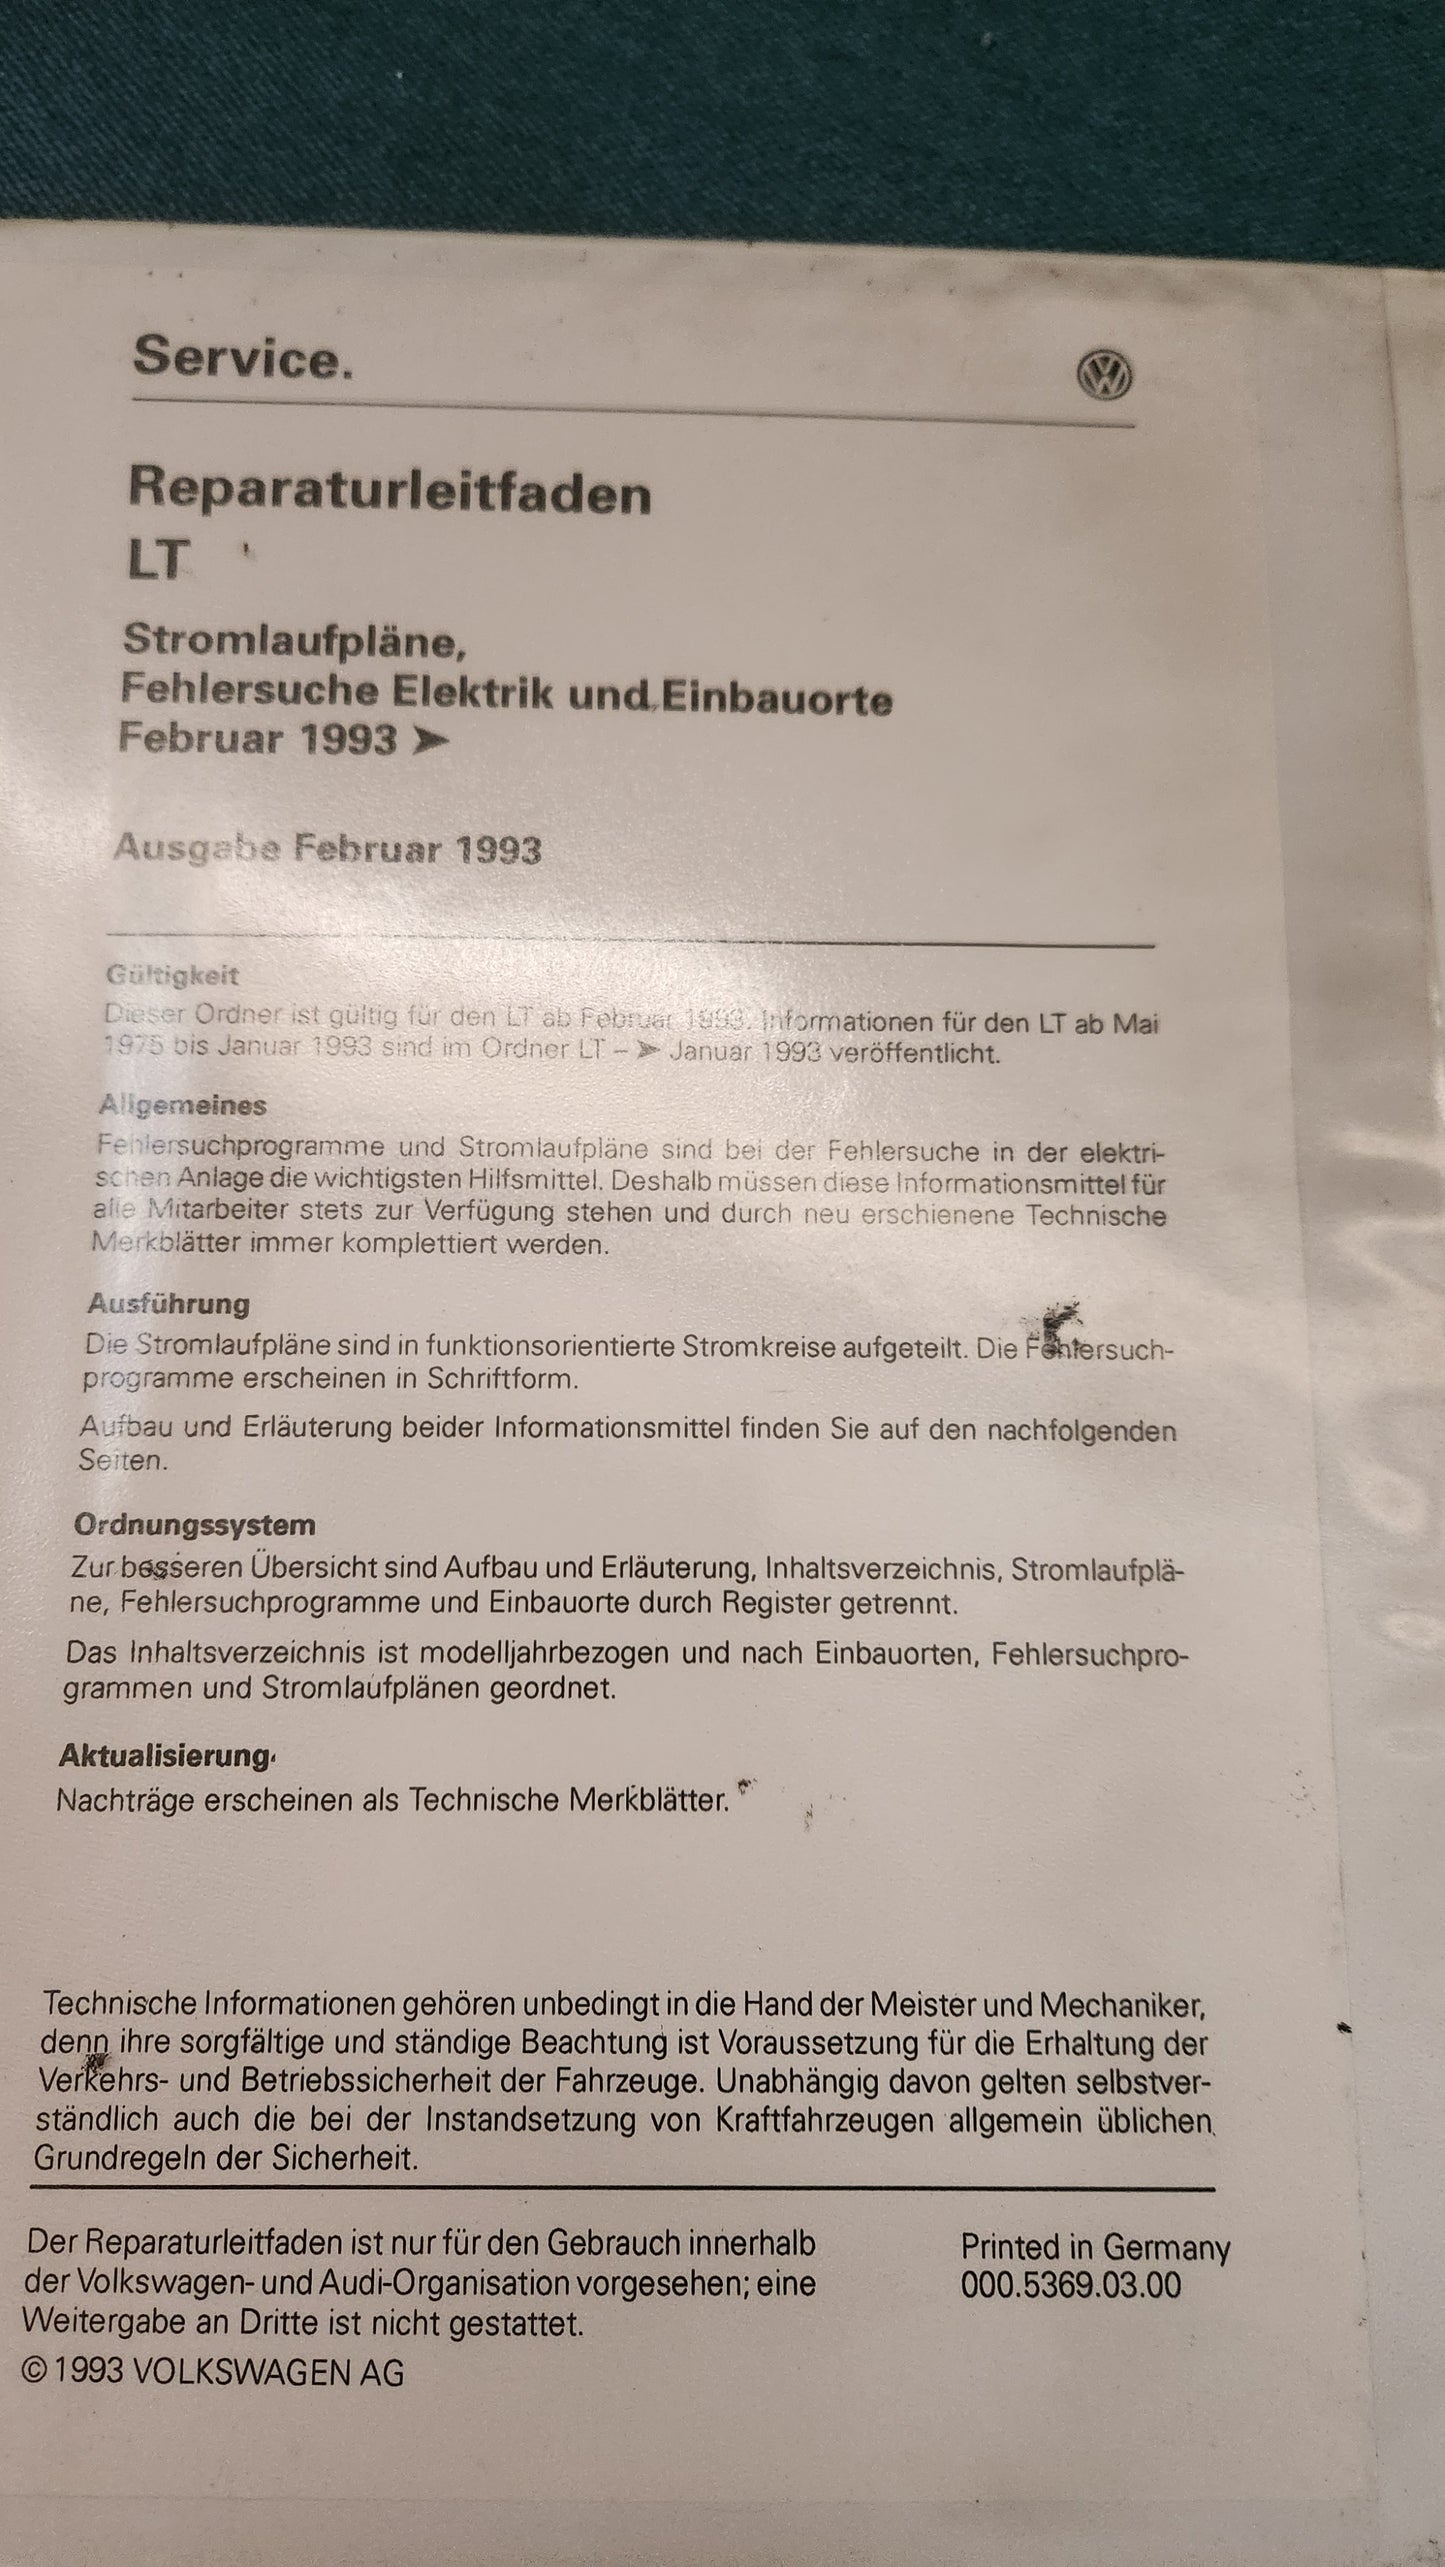 Service.
Reparaturleitfaden
LT
Stromlaufpläne,
Fehlersuche Elektrik und Einbauorte
Februar 1993 ➤
Ausgabe Februar 1993
Gültigkeit
Dieser Ordner ist gültig für den LT ab Februar 1993. Informationen für den LT ab Mai
1975 bis Januar 1993 sind im Ordner LT – ➤ Januar 1993 veröffentlicht.
Allgemeines
Fehlersuchprogramme und Stromlaufpläne sind bei der Fehlersuche in der elektri-
schen Anlage die wichtigsten Hilfsmittel. Deshalb müssen diese Informationsmittel für
alle Mitarbeiter stets zur Verfügung stehen und durch neu erschienene Technische
Merkblätter immer komplettiert werden.
Ausführung
Die Stromlaufpläne sind in funktionsorientierte Stromkreise aufgeteilt. Die Fehlersuch-
programme erscheinen in Schriftform.
Aufbau und Erläuterung beider Informationsmittel finden Sie auf den nachfolgenden
Seiten.
Ordnungssystem
Zur besseren Übersicht sind Aufbau und Erläuterung, Inhaltsverzeichnis, Stromlaufplä-
ne, Fehlersuchprogramme und Einbauorte durch Register getrennt.
Das Inhaltsverzeichnis ist modelljahrbezogen und nach Einbauorten, Fehlersuchpro-
grammen und Stromlaufplänen geordnet.
Aktualisierung
Nachträge erscheinen als Technische Merkblätter.
Technische Informationen gehören unbedingt in die Hand der Meister und Mechaniker,
denn ihre sorgfältige und ständige Beachtung ist Voraussetzung für die Erhaltung der
Verkehrs- und Betriebssicherheit der Fahrzeuge. Unabhängig davon gelten selbstver-
ständlich auch die bei der Instandsetzung von Kraftfahrzeugen allgemein üblichen
Grundregeln der Sicherheit.
Der Reparaturleitfaden ist nur für den Gebrauch innerhalb
der Volkswagen- und Audi-Organisation vorgesehen; eine
Weitergabe an Dritte ist nicht gestattet.
© 1993 VOLKSWAGEN AG
Printed in Germany
000.5369.03.00